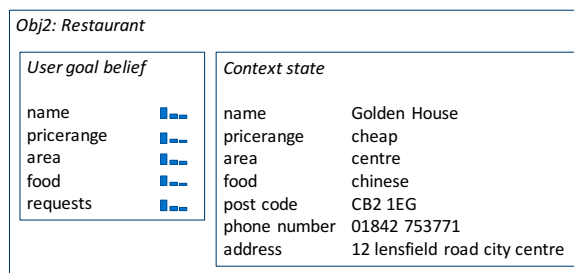 Obj2: Restaurant
User goal belief
name
pricerange
area
food
requests
Context state
name Golden House
pricerange cheap
area centre
food chinese
post code CB2 1EG
phone number 01842 753771
address 12 lensfield road city centre